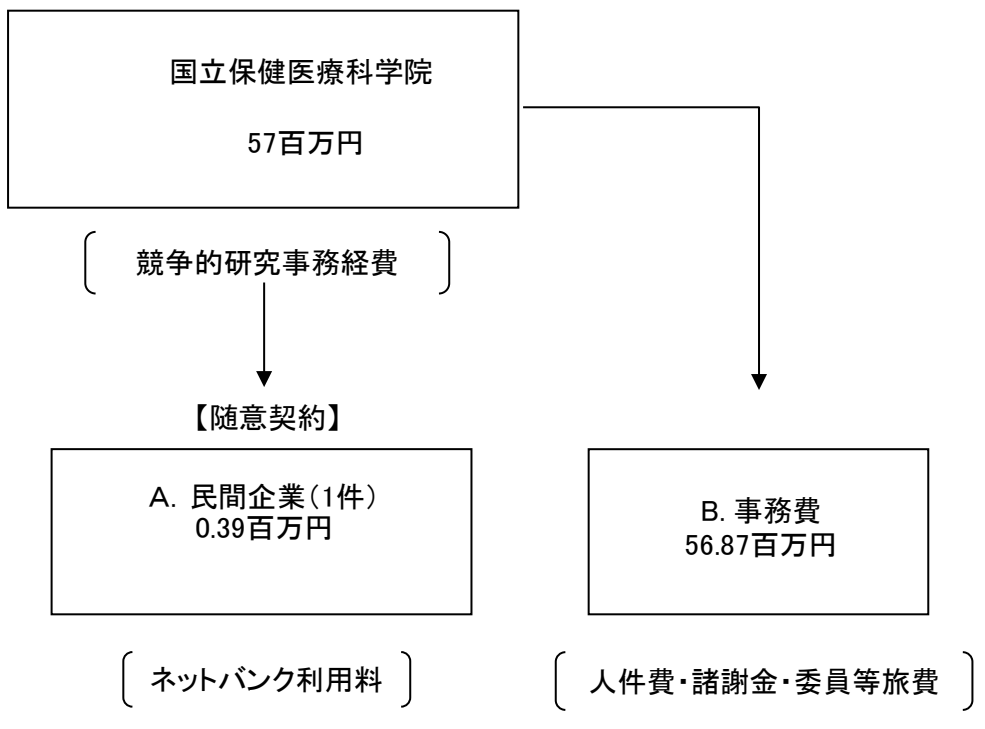 国立保健医療科学院
57百万円
競争的研究事務経費
【随意契約】
A. 民間企業(1件)
0.39百万円
B. 事務費
56.87百万円
ネットバンク利用料
人件費・諸謝金・委員等旅費